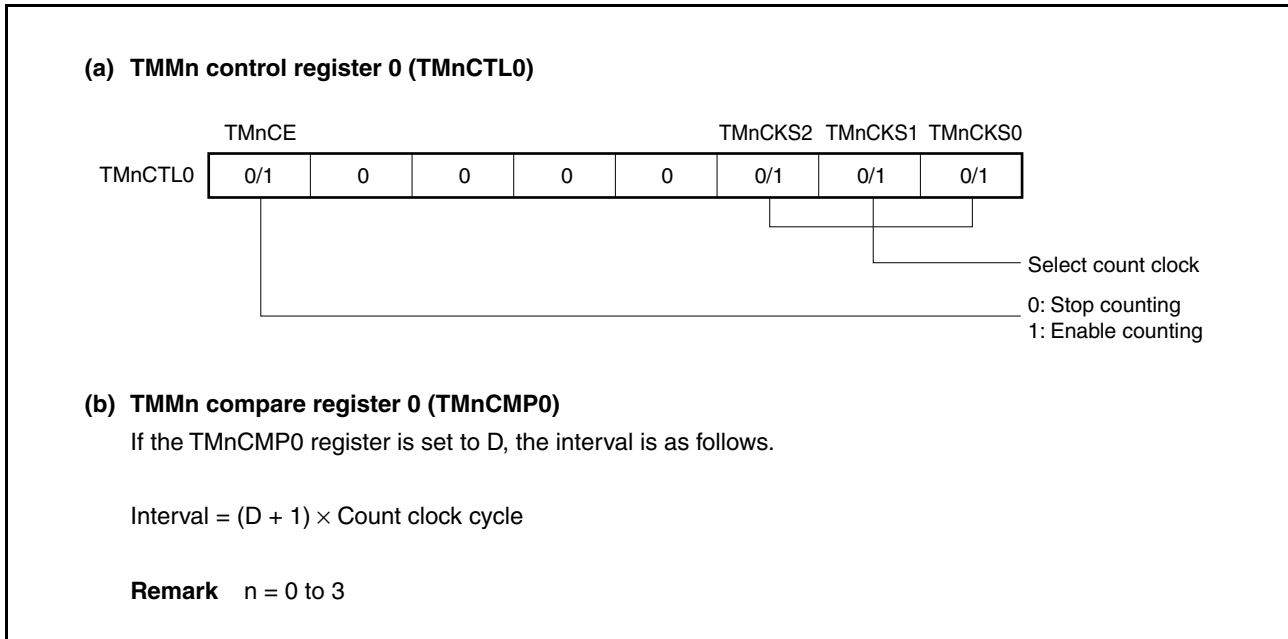 (a) TMMn control register 0 (TMnCTL0)
TMnCE TMnCKS2 TMnCKS1 TMnCKS0
TMnCTL0 0/1 0 0 0 0 0/1 0/1 0/1
Select count clock
0: Stop counting
1: Enable counting
(b) TMMn compare register 0 (TMnCMP0)
If the TMnCMP0 register is set to D, the interval is as follows.
Interval = (D + 1) × Count clock cycle
Remark n = 0 to 3